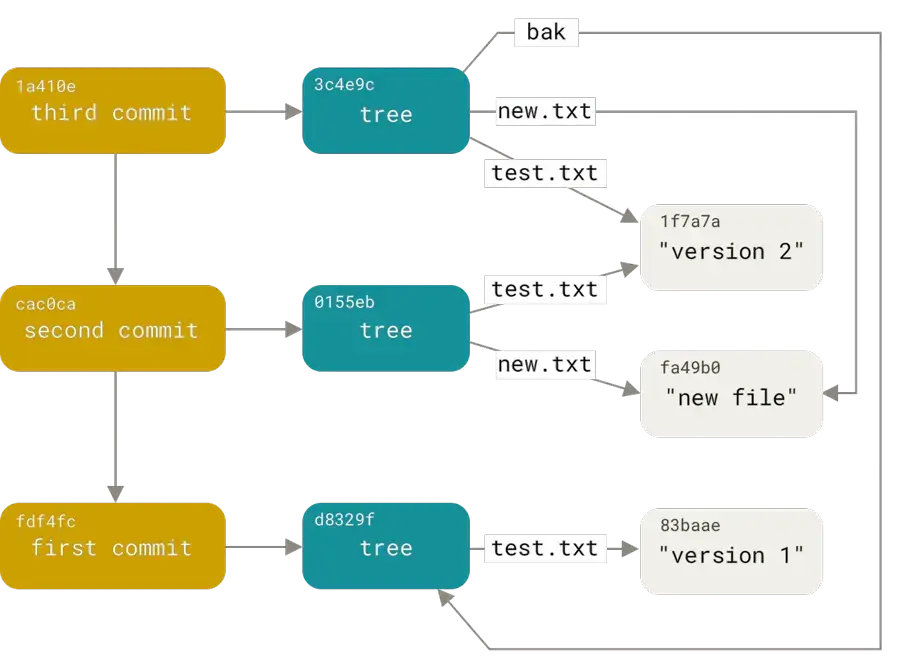 bak
1a410e
third commit
3c4e9c
tree
new.txt
test.txt
1f7a7a
"version 2"
cac0ca
second commit
0155eb
tree
test.txt
new.txt
fa49b0
"new file"
fdf4fc
first commit
d8329f
tree
test.txt
83baae
"version 1"